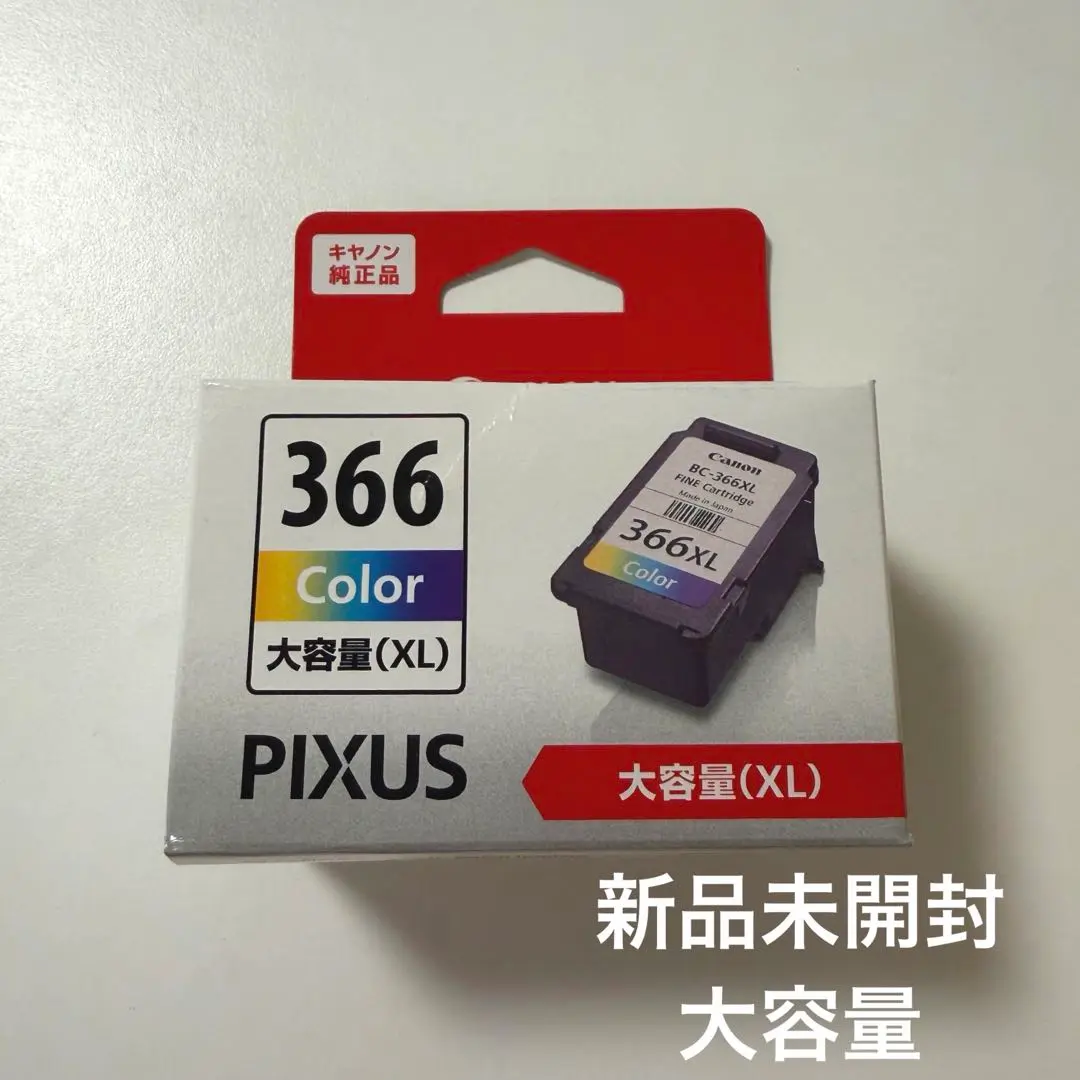 キヤノン
純正品
366
Color
大容量(XL)
PIXUS
Canon
BC-366XL
FINE Cartridge
Made in Japan
366XL
Color
大容量(XL)
新品未開封
大容量